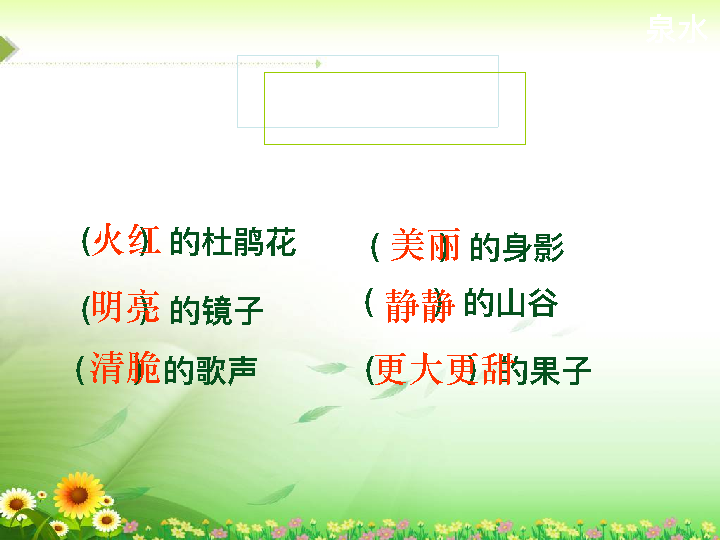 泉水
(火红) 的杜鹃花
( 美丽) 的身影
(明亮) 的镜子
( 静静) 的山谷
(清脆) 的歌声
(更大更甜) 的果子